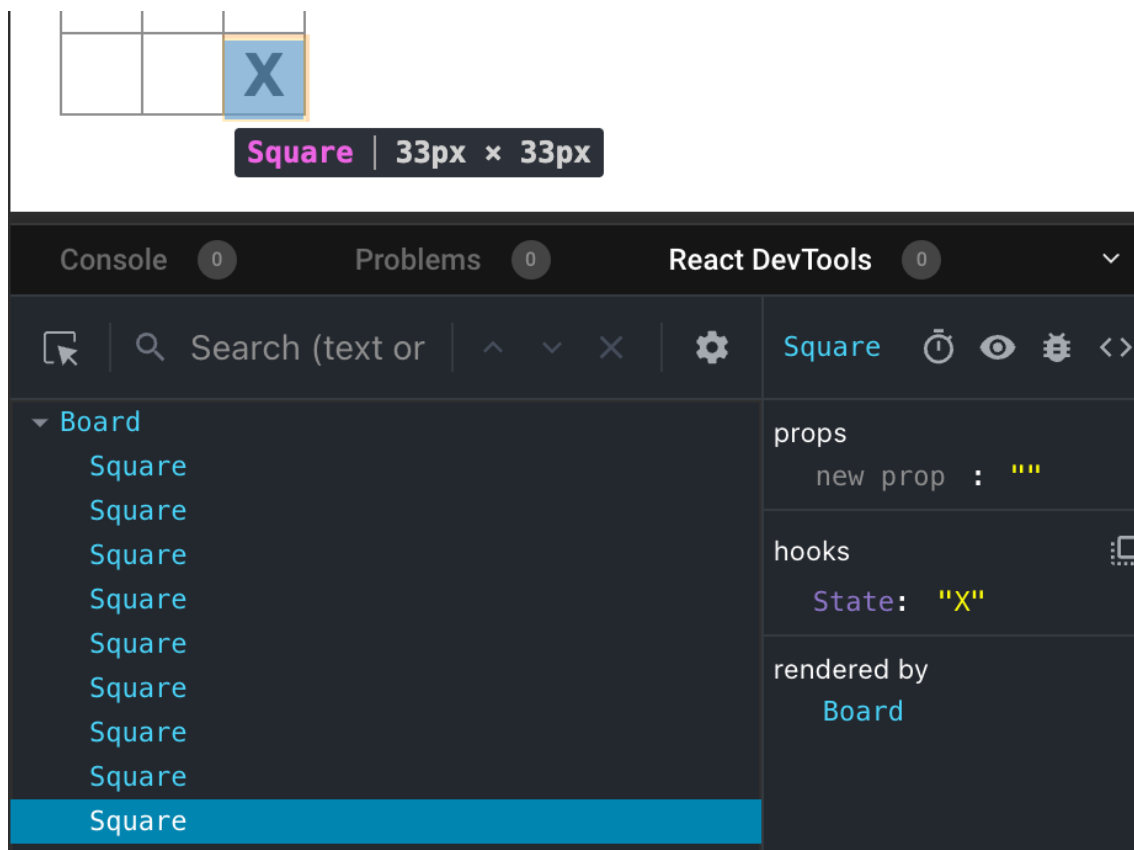 X
Square | 33px × 33px
Console 0 Problems 0 React DevTools 0
Search (text or
Square
Board
Square
Square
Square
Square
Square
Square
Square
Square
Square
props
new prop : ""
hooks
State: "X"
rendered by
Board